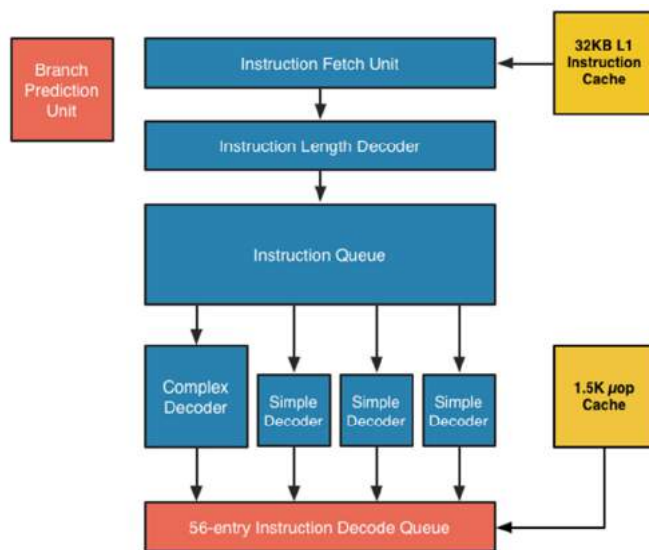 Branch
Prediction
Unit
Instruction Fetch Unit
32KB L1
Instruction
Cache
Instruction Length Decoder
Instruction Queue
Complex
Decoder
Simple
Decoder
Simple
Decoder
Simple
Decoder
1.5K µop
Cache
56-entry Instruction Decode Queue